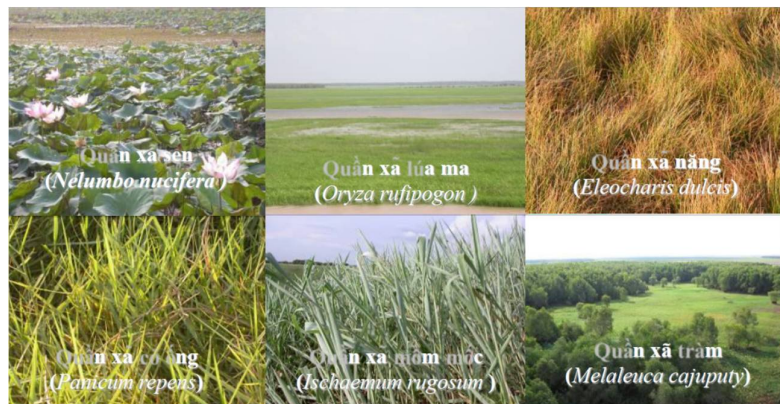 Quần xã sen
(Nelumbo nucifera )
Quần xã lúa ma
(Oryza rufipogon )
Quần xã năng
(Eleocharis dulcis)
Quần xã cỏ ống
(Panicum repens)
Quần xã mồm mốc
(Ischaemum rugosum )
Quần xã tràm
(Melaleuca cajuputy)